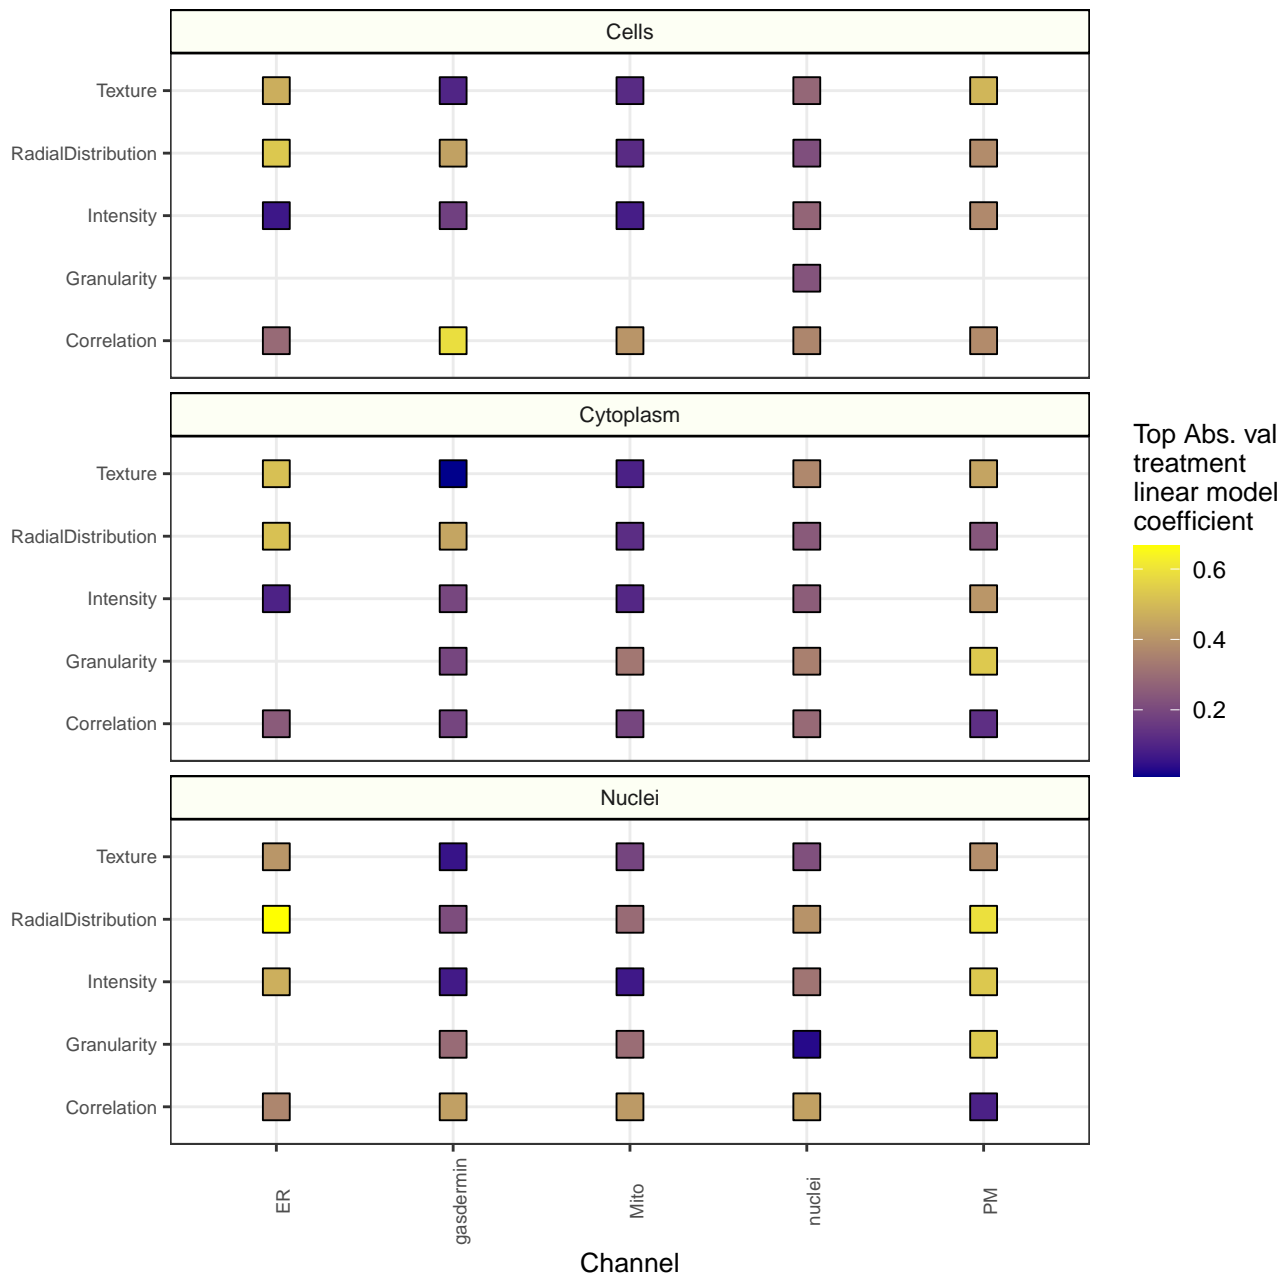 Cells
Texture
RadialDistribution
Intensity
Granularity
Correlation
Cytoplasm
Texture
RadialDistribution
Intensity
Granularity
Correlation
Nuclei
Texture
RadialDistribution
Intensity
Granularity
Correlation
ER
gasdermin
Mito
nuclei
PM
Channel
Top Abs. val
treatment
linear model
coefficient
0.6
0.4
0.2